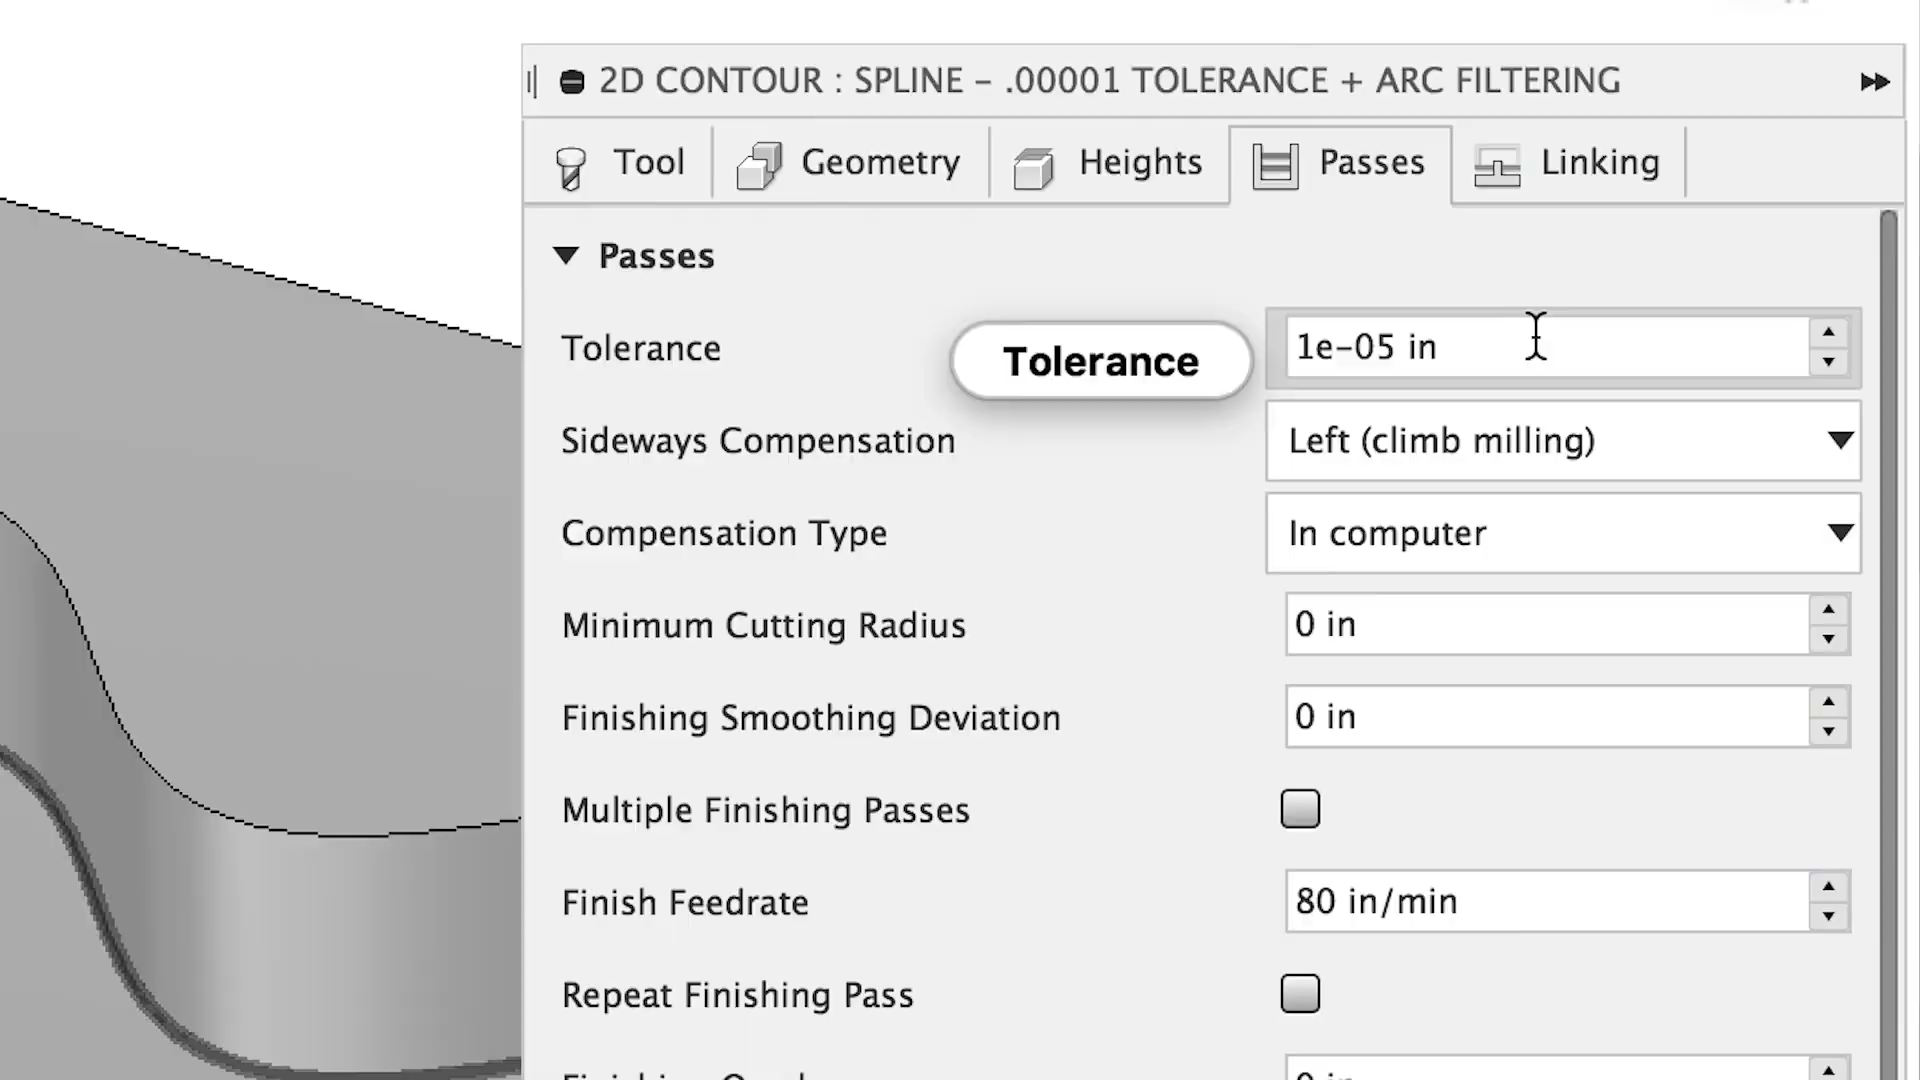 2D CONTOUR : SPLINE – .00001 TOLERANCE + ARC FILTERING
Tool Geometry Heights Passes Linking
Passes
Tolerance Tolerance 1e–05 in
Sideways Compensation Left (climb milling)
Compensation Type In computer
Minimum Cutting Radius 0 in
Finishing Smoothing Deviation 0 in
Multiple Finishing Passes
Finish Feedrate 80 in/min
Repeat Finishing Pass
0 in